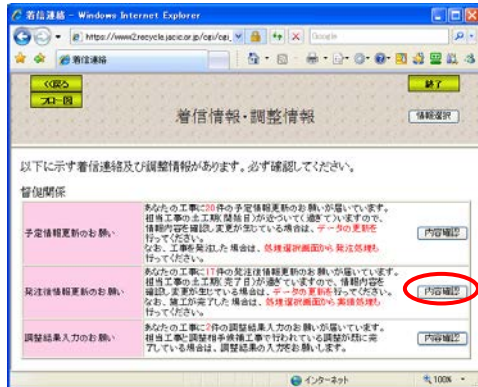 着信連絡 - Windows Internet Explorer
https://www2.recycle.jacic.or.jp/cgi/cgi_
Google
着信連絡
<<戻る
フロー図
着信情報・調整情報
終了
情報選択
以下に示す着信連絡及び調整情報があります。必ず確認してください。
督促関係
予定情報更新のお願い
あなたの工事に20件の予定情報更新のお願いが届いています。
担当工事の土工期(開始日)が近づいてく(過ぎて)いますので、
情報内容を確認し変更が生じている場合は、データの更新を
行ってください。
なお、工事を発注した場合は、処理選択画面から発注処理も
行ってください。
内容確認
発注後情報更新のお願い
あなたの工事に17件の発注後情報更新のお願いが届いています。
担当工事の土工期(完了日)が過ぎていますので、情報内容を
確認し変更が生じている場合は、データの更新を行ってください。
なお、施工が完了した場合は、処理選択画面から実績処理も
行ってください。
内容確認
調整結果入力のお願い
あなたの工事に2件の調整結果入力のお願いが届いています。
担当工事と調整相手候補工事で行われている調整が既に完
了している場合は、調整結果の入力をお願いします。
内容確認
インターネット
100%